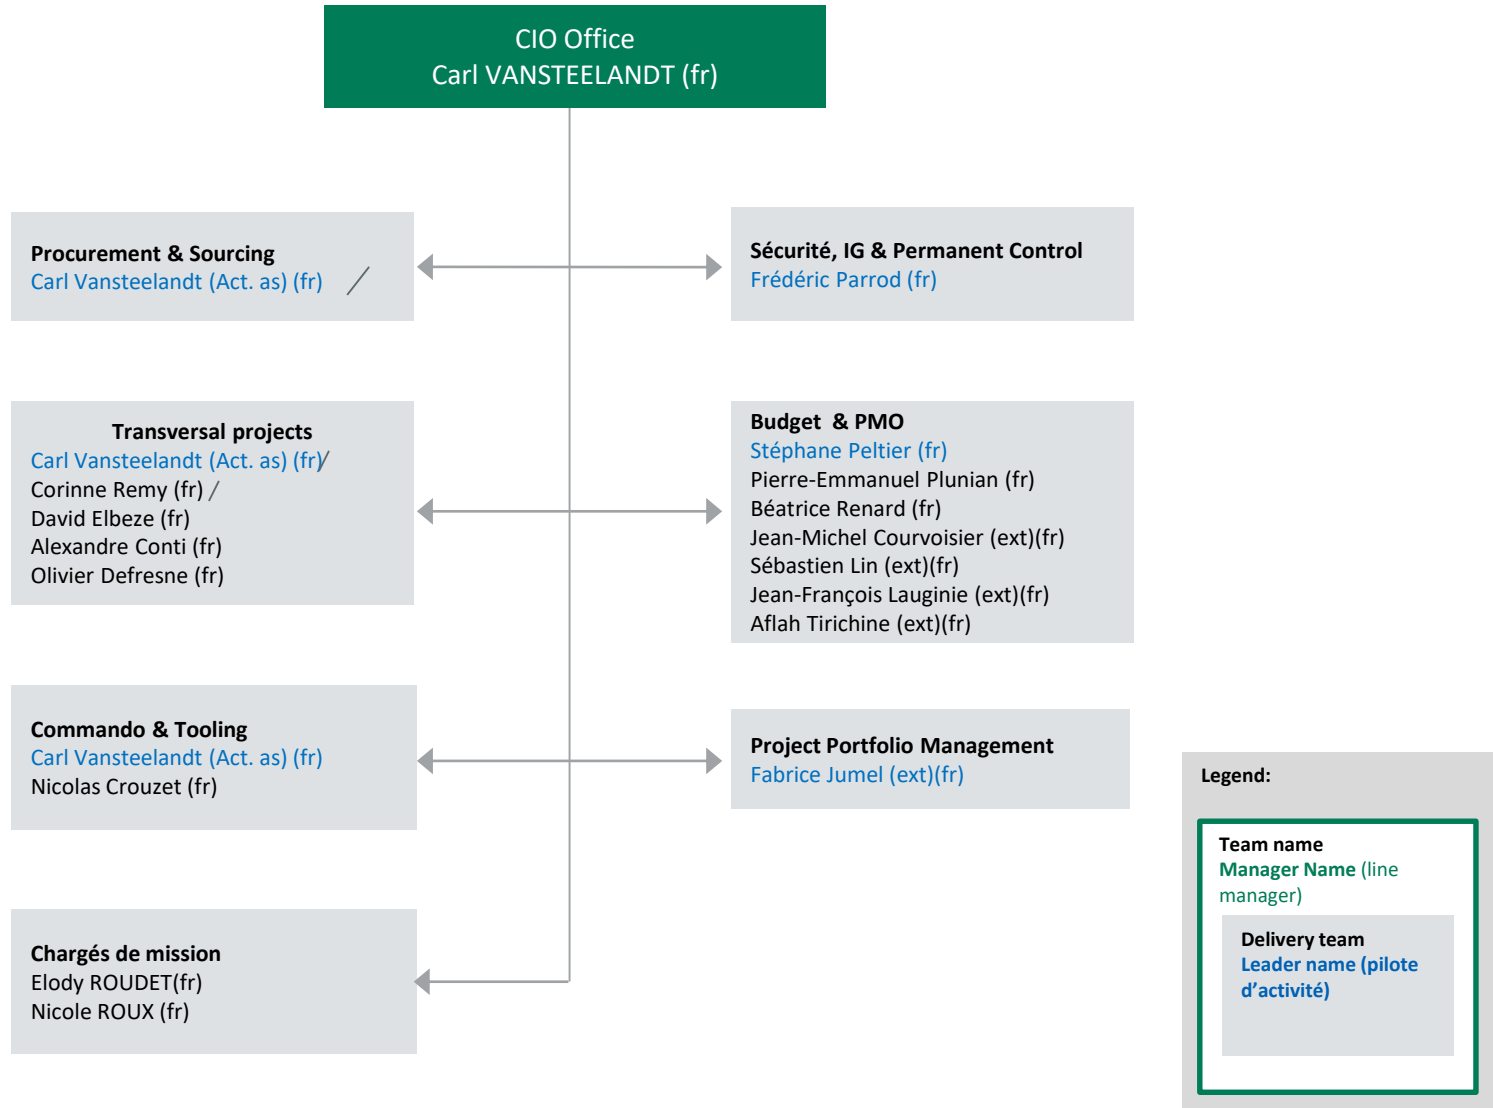 CIO Office
Carl VANSTEELANDT (fr)
Procurement & Sourcing
Carl Vansteelandt (Act. as) (fr) /
Sécurité, IG & Permanent Control
Frédéric Parrod (fr)
Transversal projects
Carl Vansteelandt (Act. as) (fr)/
Corinne Remy (fr) /
David Elbeze (fr)
Alexandre Conti (fr)
Olivier Defresne (fr)
Budget & PMO
Stéphane Peltier (fr)
Pierre-Emmanuel Plunian (fr)
Béatrice Renard (fr)
Jean-Michel Courvoisier (ext)(fr)
Sébastien Lin (ext)(fr)
Jean-François Lauginie (ext)(fr)
Aflah Tirichine (ext)(fr)
Commando & Tooling
Carl Vansteelandt (Act. as) (fr)
Nicolas Crouzet (fr)
Project Portfolio Management
Fabrice Jumel (ext)(fr)
Chargés de mission
Elody ROUDET(fr)
Nicole ROUX (fr)
Legend:
Team name
Manager Name (line
manager)
Delivery team
Leader name (pilote
d’activité)